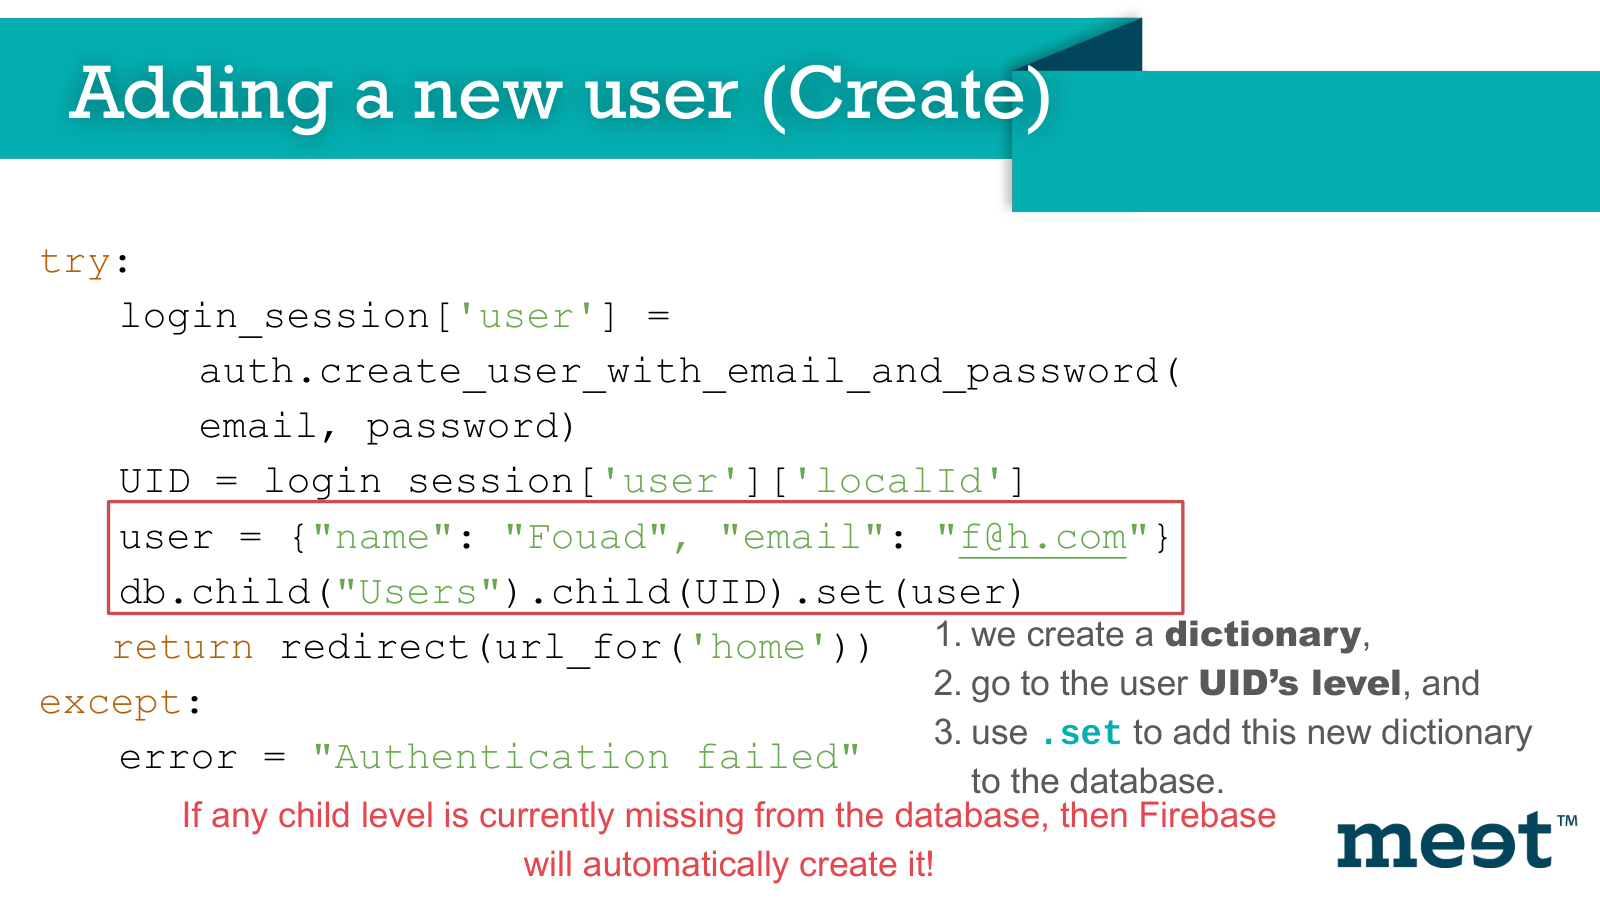 Adding a new user (Create)
try:
login_session['user'] =
auth.create_user_with_email_and_password(
email, password)
UID = login_session['user']['localId']
user = {"name": "Fouad", "email": "f@h.com"}
db.child("Users").child(UID).set(user)
return redirect(url_for('home'))
except:
error = "Authentication failed"
1. we create a dictionary,
2. go to the user UID’s level, and
3. use .set to add this new dictionary
to the database.
If any child level is currently missing from the database, then Firebase
will automatically create it!
meet™